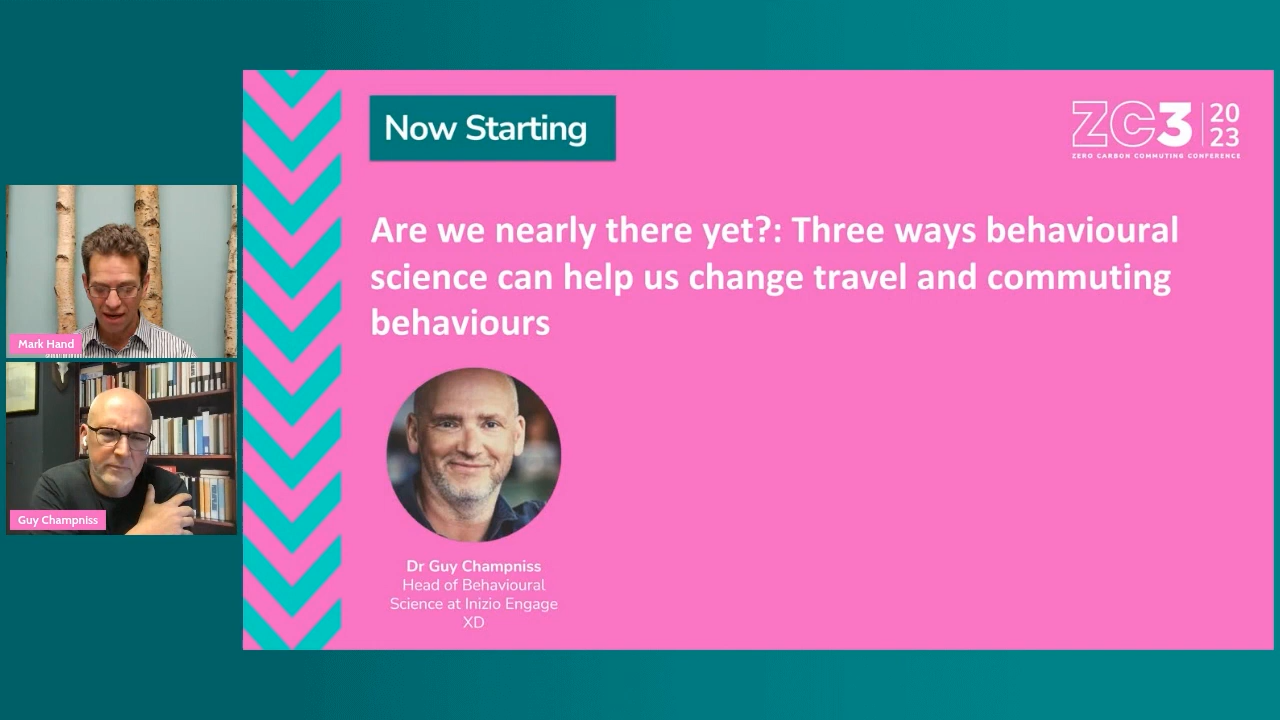 Now Starting
ZC3
20
23
ZERO CARBON COMMUTING CONFERENCE
Are we nearly there yet?: Three ways behavioural
science can help us change travel and commuting
behaviours
Mark Hand
Guy Champniss
Dr Guy Champniss
Head of Behavioural
Science at Inizio Engage
XD